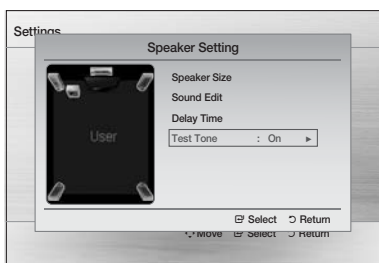 Settings
Speaker Setting
Speaker Size
Sound Edit
Delay Time
Test Tone : On ►
User
Select Return
Move Select Return